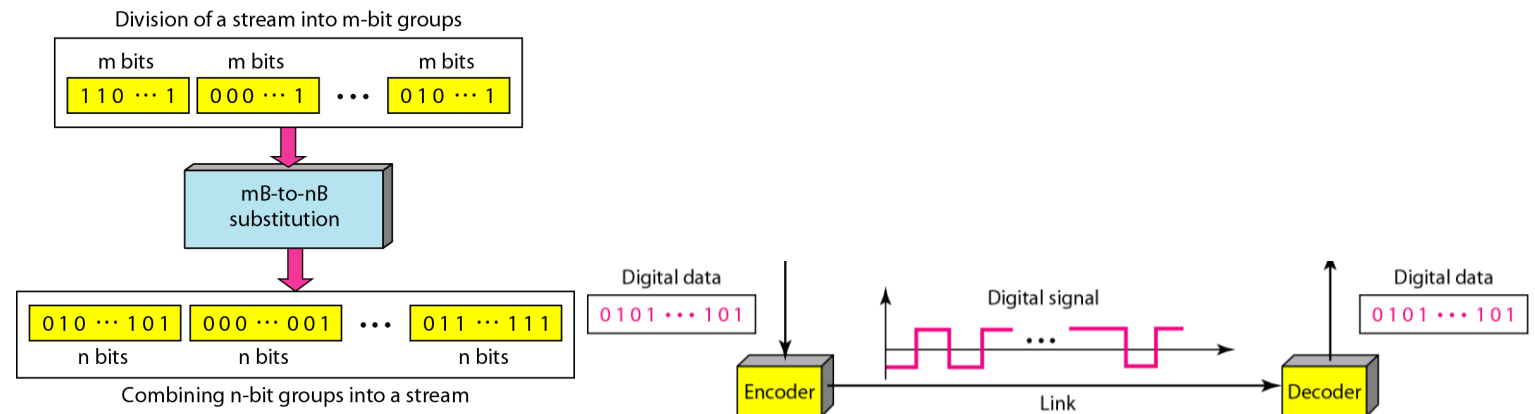 Division of a stream into m-bit groups
m bits m bits m bits
1 1 0 ··· 1 0 0 0 ··· 1 ••• 0 1 0 ··· 1
mB-to-nB
substitution
0 1 0 ··· 1 0 1 0 0 0 ··· 0 0 1 ••• 0 1 1 ··· 1 1 1
n bits n bits n bits
Combining n-bit groups into a stream
Digital data
0 1 0 1 ••• 1 0 1
Digital signal
•••
Encoder
Link
Decoder
Digital data
0 1 0 1 ••• 1 0 1